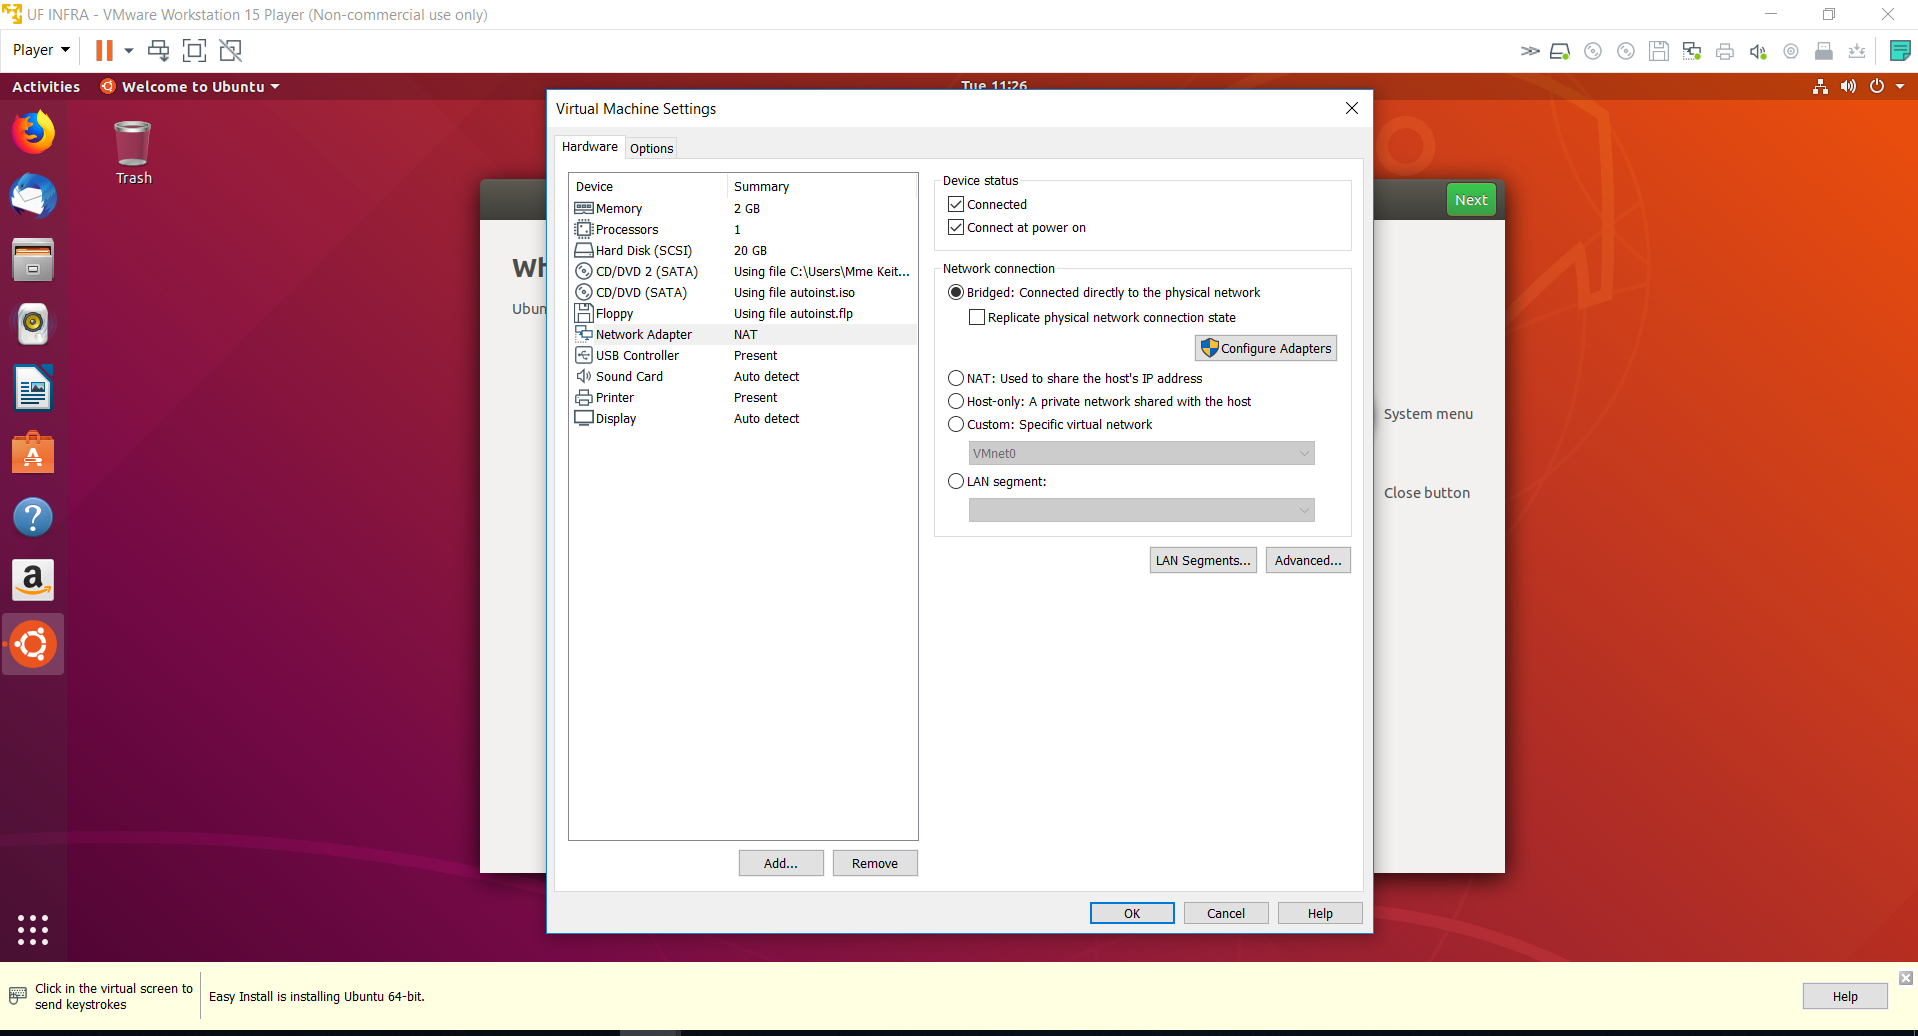 UF INFRA - VMware Workstation 15 Player (Non-commercial use only)
Player
Activities
Welcome to Ubuntu
Tue 11:26
Trash
Next
Wh
Ubun
System menu
Close button
Virtual Machine Settings
Hardware
Options
Device Summary
Memory 2 GB
Processors 1
Hard Disk (SCSI) 20 GB
CD/DVD 2 (SATA) Using file C:\Users\Mme Keit...
CD/DVD (SATA) Using file autoinst.iso
Floppy Using file autoinst.flp
Network Adapter NAT
USB Controller Present
Sound Card Auto detect
Printer Present
Display Auto detect
Add...
Remove
Device status
Connected
Connect at power on
Network connection
Bridged: Connected directly to the physical network
Replicate physical network connection state
Configure Adapters
NAT: Used to share the host's IP address
Host-only: A private network shared with the host
Custom: Specific virtual network
VMnet0
LAN segment:
LAN Segments...
Advanced...
OK
Cancel
Help
Click in the virtual screen to
send keystrokes
Easy Install is installing Ubuntu 64-bit.
Help